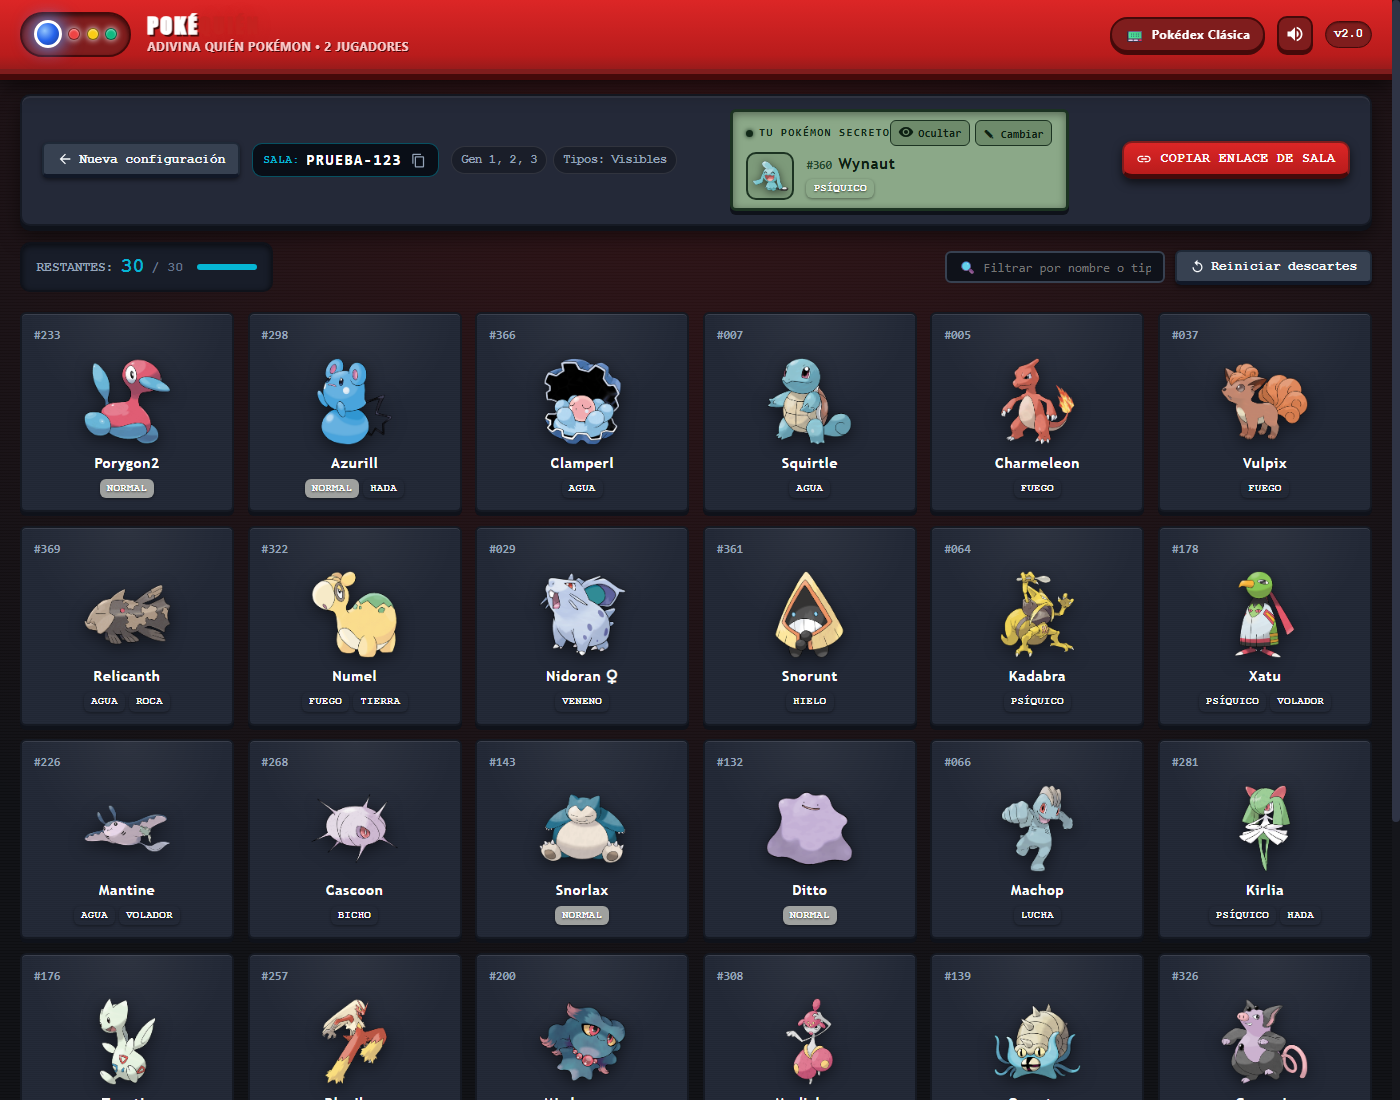 POKÉ
ADIVINA QUIÉN POKÉMON • 2 JUGADORES
Pokédex Clásica
v2.0
Nueva configuración
SALA: PRUEBA-123
Gen 1, 2, 3
Tipos: Visibles
TU POKÉMON SECRETO
Ocultar
Cambiar
#360 Wynaut
PSÍQUICO
COPIAR ENLACE DE SALA
RESTANTES: 30 / 30
Filtrar por nombre o tip
Reiniciar descartes
#233
Porygon2
NORMAL
#298
Azurill
NORMAL HADA
#366
Clamperl
AGUA
#007
Squirtle
AGUA
#005
Charmeleon
FUEGO
#037
Vulpix
FUEGO
#369
Relicanth
AGUA ROCA
#322
Numel
FUEGO TIERRA
#029
Nidoran ♀
VENENO
#361
Snorunt
HIELO
#064
Kadabra
PSÍQUICO
#178
Xatu
PSÍQUICO VOLADOR
#226
Mantine
AGUA VOLADOR
#268
Cascoon
BICHO
#143
Snorlax
NORMAL
#132
Ditto
NORMAL
#066
Machop
LUCHA
#281
Kirlia
PSÍQUICO HADA
#176
#257
#200
#308
#139
#326